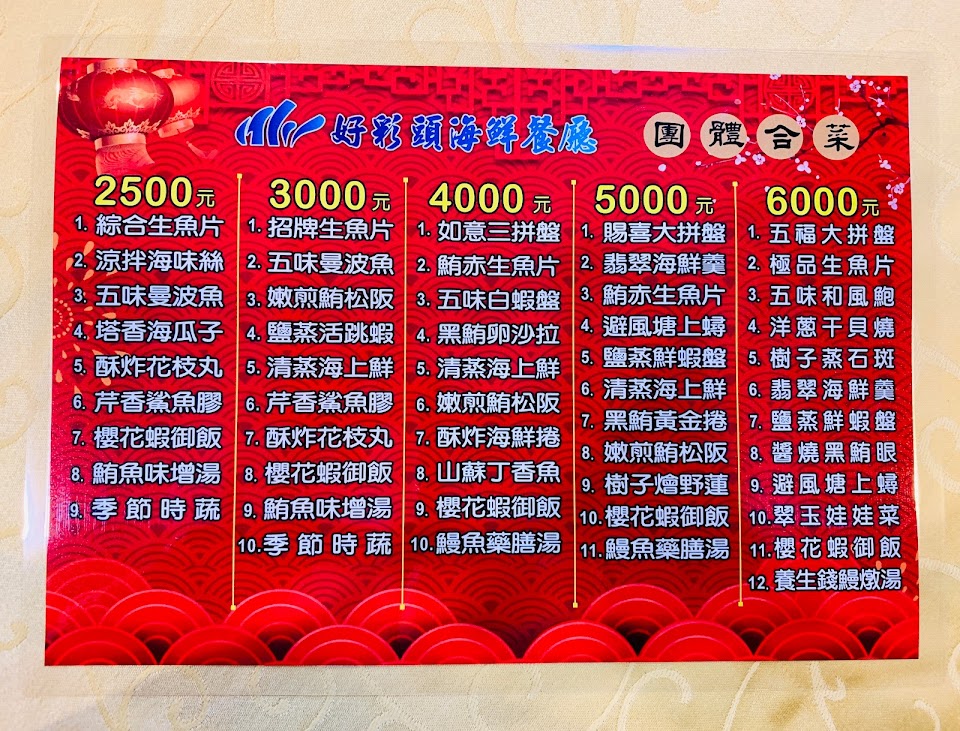 好彩頭海鮮餐廳
團體合菜
2500元
1. 綜合生魚片
2. 涼拌海味絲
3. 五味曼波魚
4. 塔香海瓜子
5. 酥炸花枝丸
6. 芹香鯊魚膠
7. 櫻花蝦御飯
8. 鮪魚味增湯
9. 季節時蔬
3000元
1. 招牌生魚片
2. 五味曼波魚
3. 嫩煎鮪松阪
4. 鹽蒸活跳蝦
5. 清蒸海上鮮
6. 芹香鯊魚膠
7. 酥炸花枝丸
8. 櫻花蝦御飯
9. 鮪魚味增湯
10. 季節時蔬
4000元
1. 如意三拼盤
2. 鮪赤生魚片
3. 五味白蝦盤
4. 黑鮪卵沙拉
5. 清蒸海上鮮
6. 嫩煎鮪松阪
7. 酥炸海鮮捲
8. 山蘇丁香魚
9. 櫻花蝦御飯
10. 鰻魚藥膳湯
5000元
1. 賜喜大拼盤
2. 翡翠海鮮羹
3. 鮪赤生魚片
4. 避風塘上蟳
5. 鹽蒸鮮蝦盤
6. 清蒸海上鮮
7. 黑鮪黃金捲
8. 嫩煎鮪松阪
9. 樹子燴野蓮
10. 櫻花蝦御飯
11. 鰻魚藥膳湯
6000元
1. 五福大拼盤
2. 極品生魚片
3. 五味和風鮑
4. 洋蔥干貝燒
5. 樹子蒸石斑
6. 翡翠海鮮羹
7. 鹽蒸鮮蝦盤
8. 醬燒黑鮪眼
9. 避風塘上蟳
10. 翠玉娃娃菜
11. 櫻花蝦御飯
12. 養生錢鰻燉湯